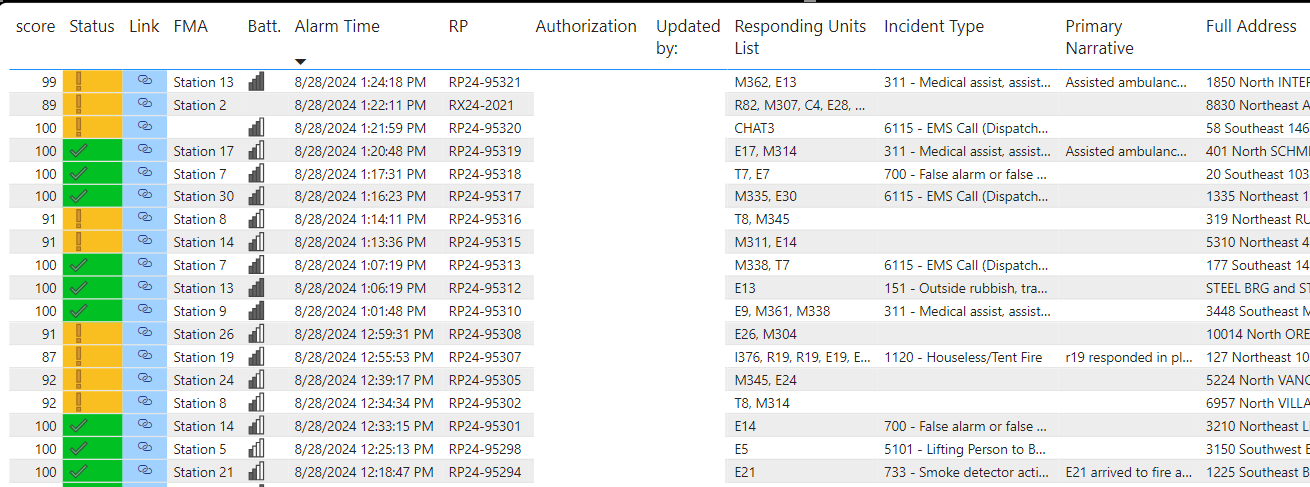 score Status Link FMA Batt. Alarm Time RP Authorization Updated by: Responding Units List Incident Type Primary Narrative Full Address
99 Station 13 8/28/2024 1:24:18 PM RP24-95321 M362, E13 311 - Medical assist, assist... Assisted ambulanc... 1850 North INTER
89 Station 2 8/28/2024 1:22:11 PM RX24-2021 R82, M307, C4, E28, ... 8830 Northeast A
100 8/28/2024 1:21:59 PM RP24-95320 CHAT3 6115 - EMS Call (Dispatch... 58 Southeast 146
100 Station 17 8/28/2024 1:20:48 PM RP24-95319 E17, M314 311 - Medical assist, assist... Assisted ambulanc... 401 North SCHMI
100 Station 7 8/28/2024 1:17:31 PM RP24-95318 T7, E7 700 - False alarm or false ... 20 Southeast 103
100 Station 30 8/28/2024 1:16:23 PM RP24-95317 M335, E30 6115 - EMS Call (Dispatch... 1335 Northeast 1
91 Station 8 8/28/2024 1:14:11 PM RP24-95316 T8, M345 319 Northeast RU
91 Station 14 8/28/2024 1:13:36 PM RP24-95315 M311, E14 5310 Northeast 4
100 Station 7 8/28/2024 1:07:19 PM RP24-95313 M338, T7 6115 - EMS Call (Dispatch... 177 Southeast 14
100 Station 13 8/28/2024 1:06:19 PM RP24-95312 E13 151 - Outside rubbish, tra... STEEL BRG and ST
100 Station 9 8/28/2024 1:01:48 PM RP24-95310 E9, M361, M338 311 - Medical assist, assist... 3448 Southeast M
91 Station 26 8/28/2024 12:59:31 PM RP24-95308 E26, M304 10014 North ORE
87 Station 19 8/28/2024 12:55:53 PM RP24-95307 I376, R19, R19, E19, E... 1120 - Houseless/Tent Fire r19 responded in pl... 127 Northeast 10
92 Station 24 8/28/2024 12:39:17 PM RP24-95305 M345, E24 5224 North VANC
92 Station 8 8/28/2024 12:34:34 PM RP24-95302 T8, M314 6957 North VILLA
100 Station 14 8/28/2024 12:33:15 PM RP24-95301 E14 700 - False alarm or false ... 3210 Northeast L
100 Station 5 8/28/2024 12:25:13 PM RP24-95298 E5 5101 - Lifting Person to B... 3150 Southwest B
100 Station 21 8/28/2024 12:18:47 PM RP24-95294 E21 733 - Smoke detector acti... E21 arrived to fire a... 1225 Southeast B